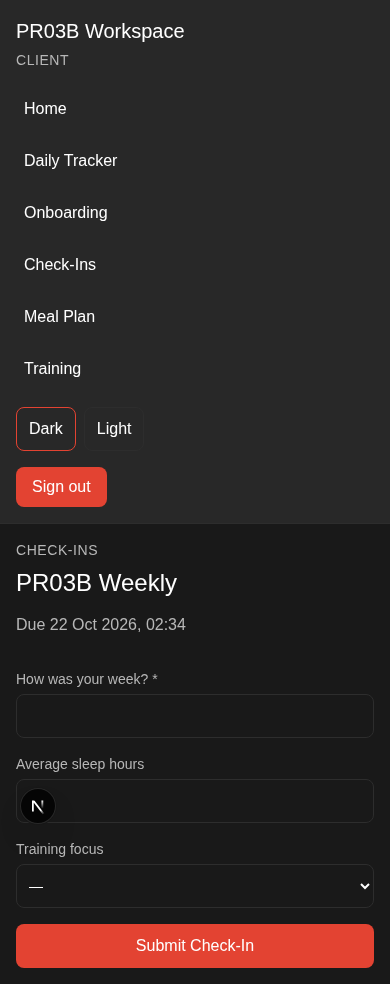 PR03B Workspace
CLIENT
Home
Daily Tracker
Onboarding
Check-Ins
Meal Plan
Training
Dark Light
Sign out
CHECK-INS
PR03B Weekly
Due 22 Oct 2026, 02:34
How was your week? *
Average sleep hours
N
Training focus
—
Submit Check-In